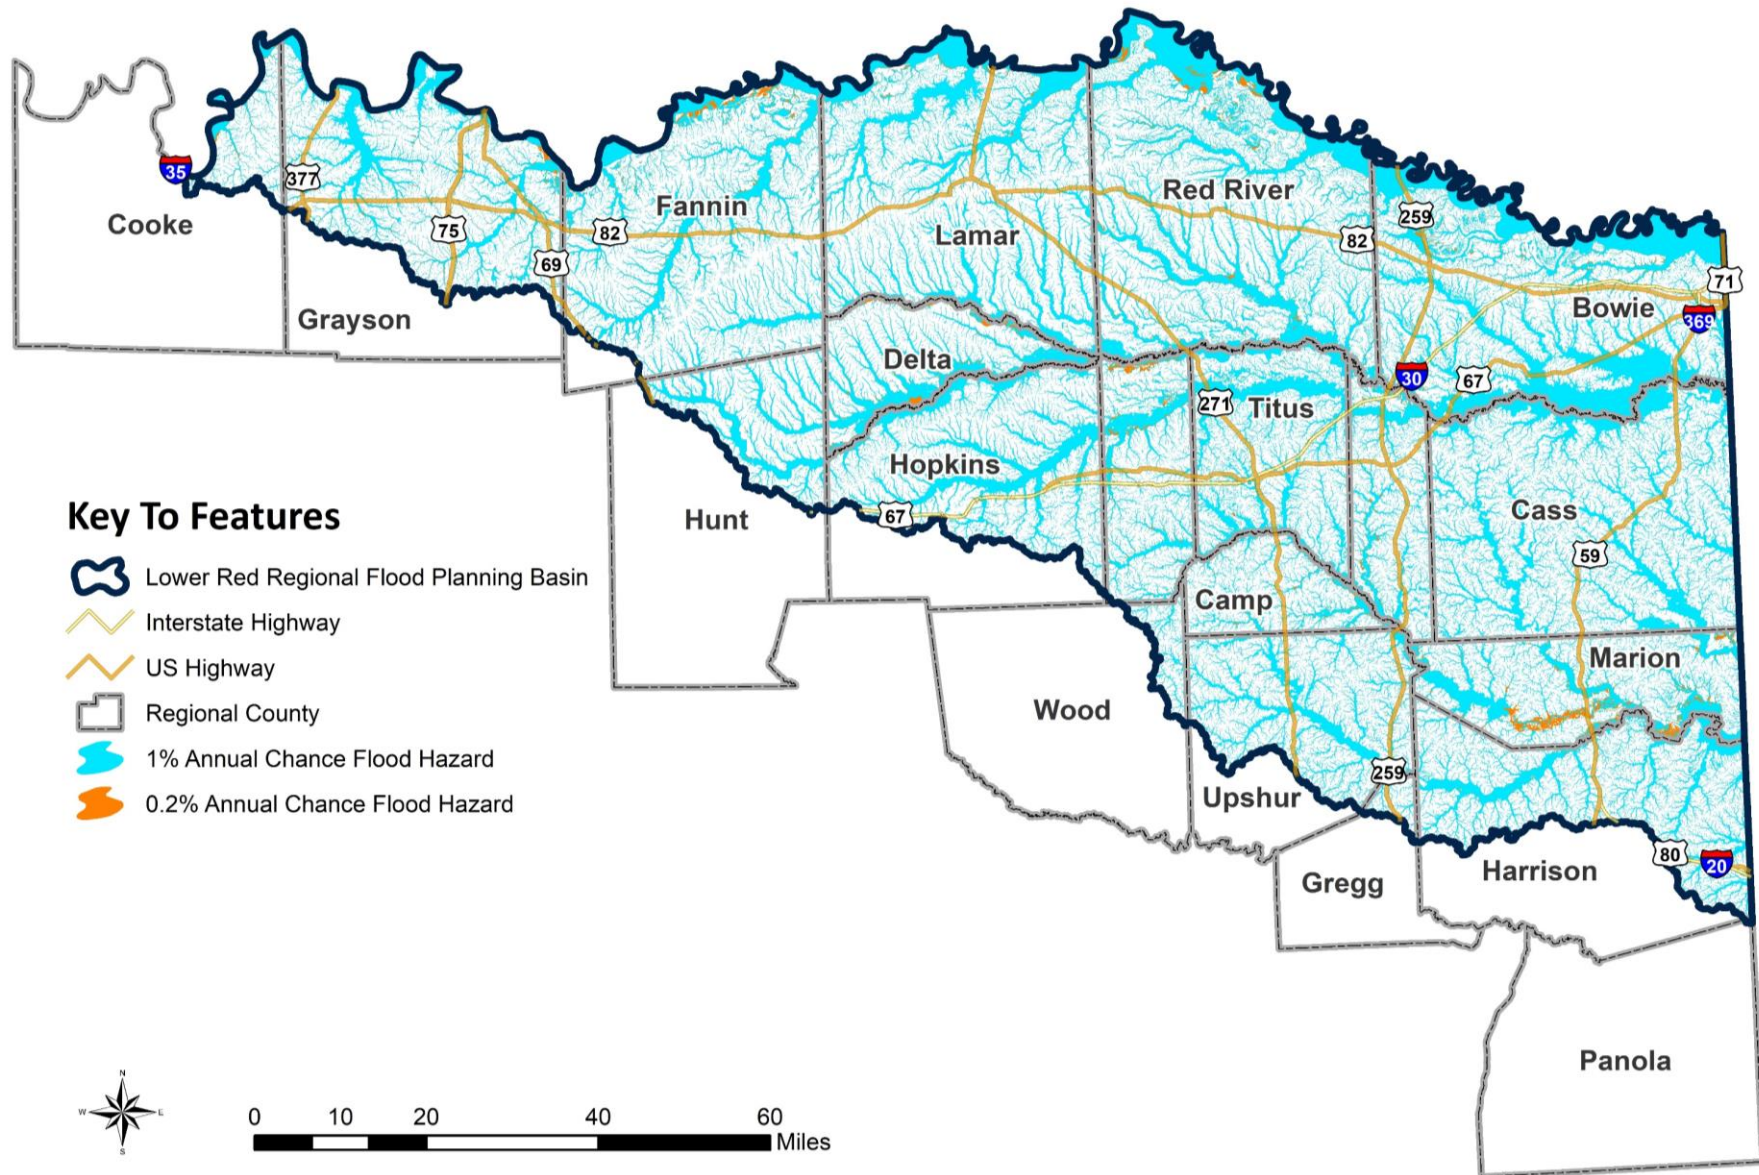 35
Cooke
377
75
82
69
Grayson
Fannin
Lamar
Red River
82
259
71
Bowie
369
Delta
30
67
271
Titus
Hopkins
67
Hunt
Cass
59
Camp
Marion
Wood
259
Upshur
80
20
Gregg
Harrison
Panola
Key To Features
Lower Red Regional Flood Planning Basin
Interstate Highway
US Highway
Regional County
1% Annual Chance Flood Hazard
0.2% Annual Chance Flood Hazard
N
W E
S
0 10 20 40 60
Miles